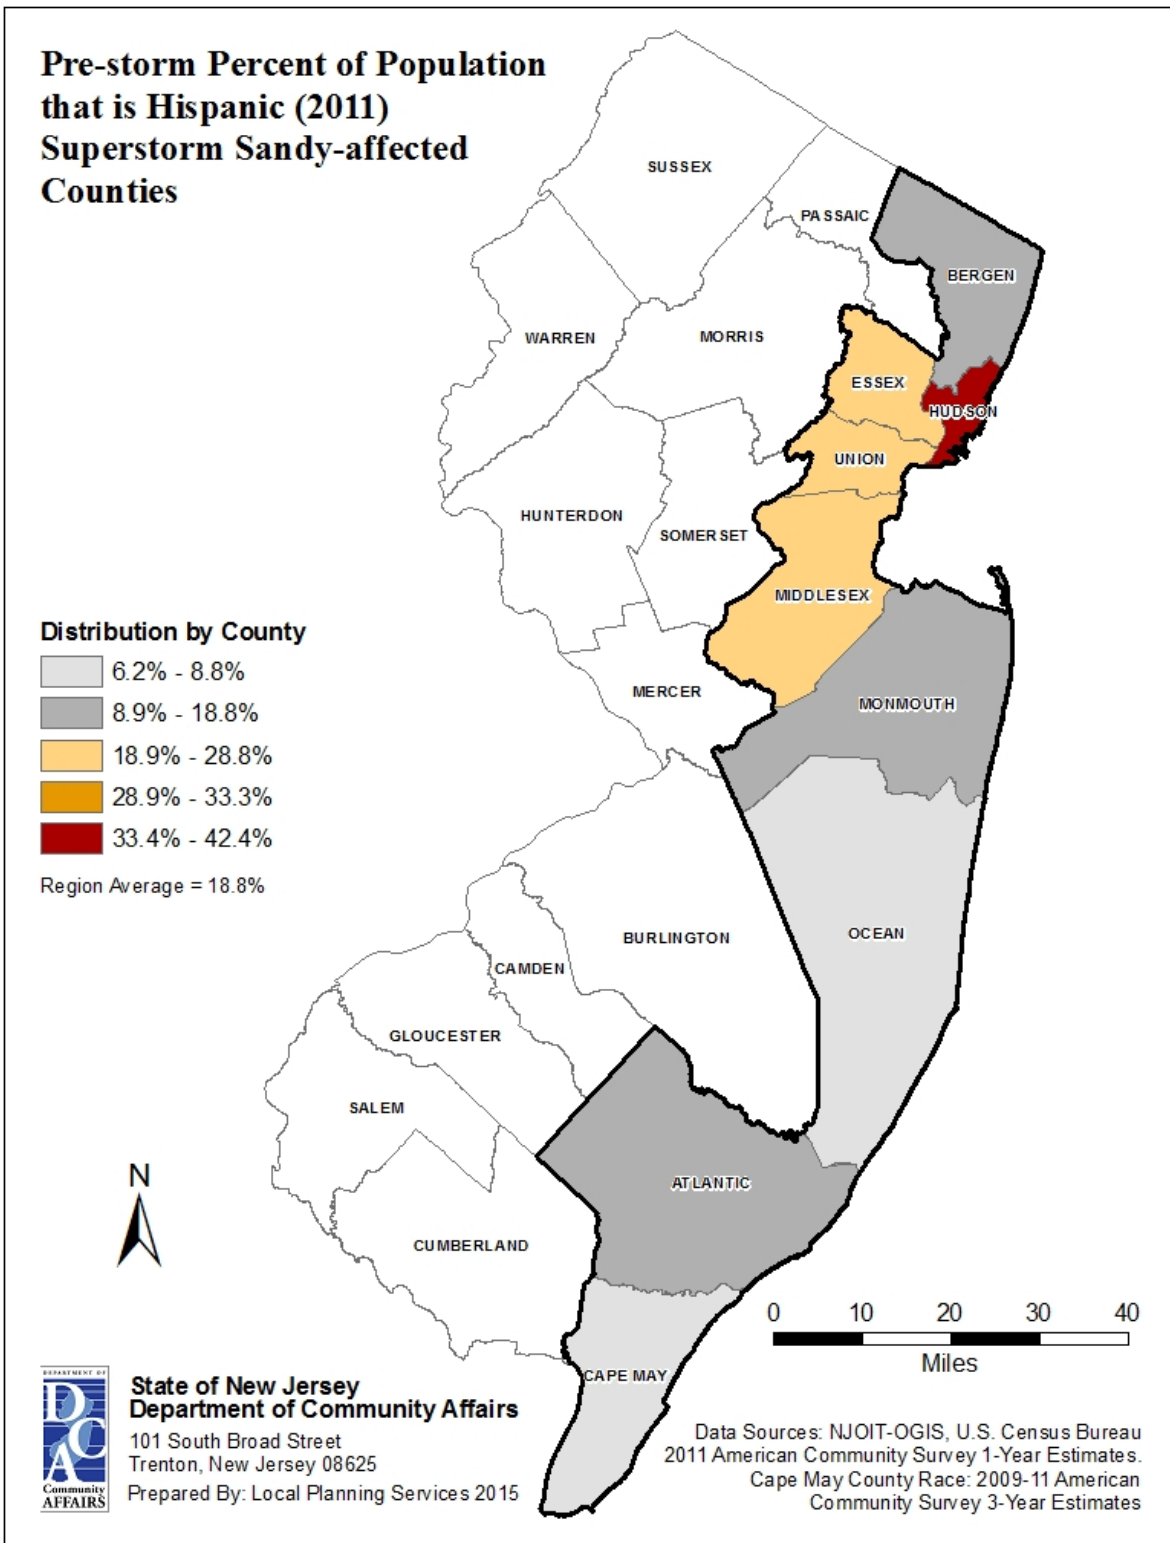 Pre-storm Percent of Population
that is Hispanic (2011)
Superstorm Sandy-affected
Counties
SUSSEX
PASSAIC
BERGEN
WARREN
MORRIS
ESSEX
HUDSON
UNION
HUNTERDON
SOMERSET
MIDDLESEX
MERCER
MONMOUTH
Distribution by County
6.2% - 8.8%
8.9% - 18.8%
18.9% - 28.8%
28.9% - 33.3%
33.4% - 42.4%
Region Average = 18.8%
OCEAN
BURLINGTON
CAMDEN
GLOUCESTER
SALEM
ATLANTIC
CUMBERLAND
CAPE MAY
N
0 10 20 30 40
Miles
DEPARTMENT OF
DCA
Community
AFFAIRS
State of New Jersey
Department of Community Affairs
101 South Broad Street
Trenton, New Jersey 08625
Prepared By: Local Planning Services 2015
Data Sources: NJOIT-OGIS, U.S. Census Bureau
2011 American Community Survey 1-Year Estimates.
Cape May County Race: 2009-11 American
Community Survey 3-Year Estimates